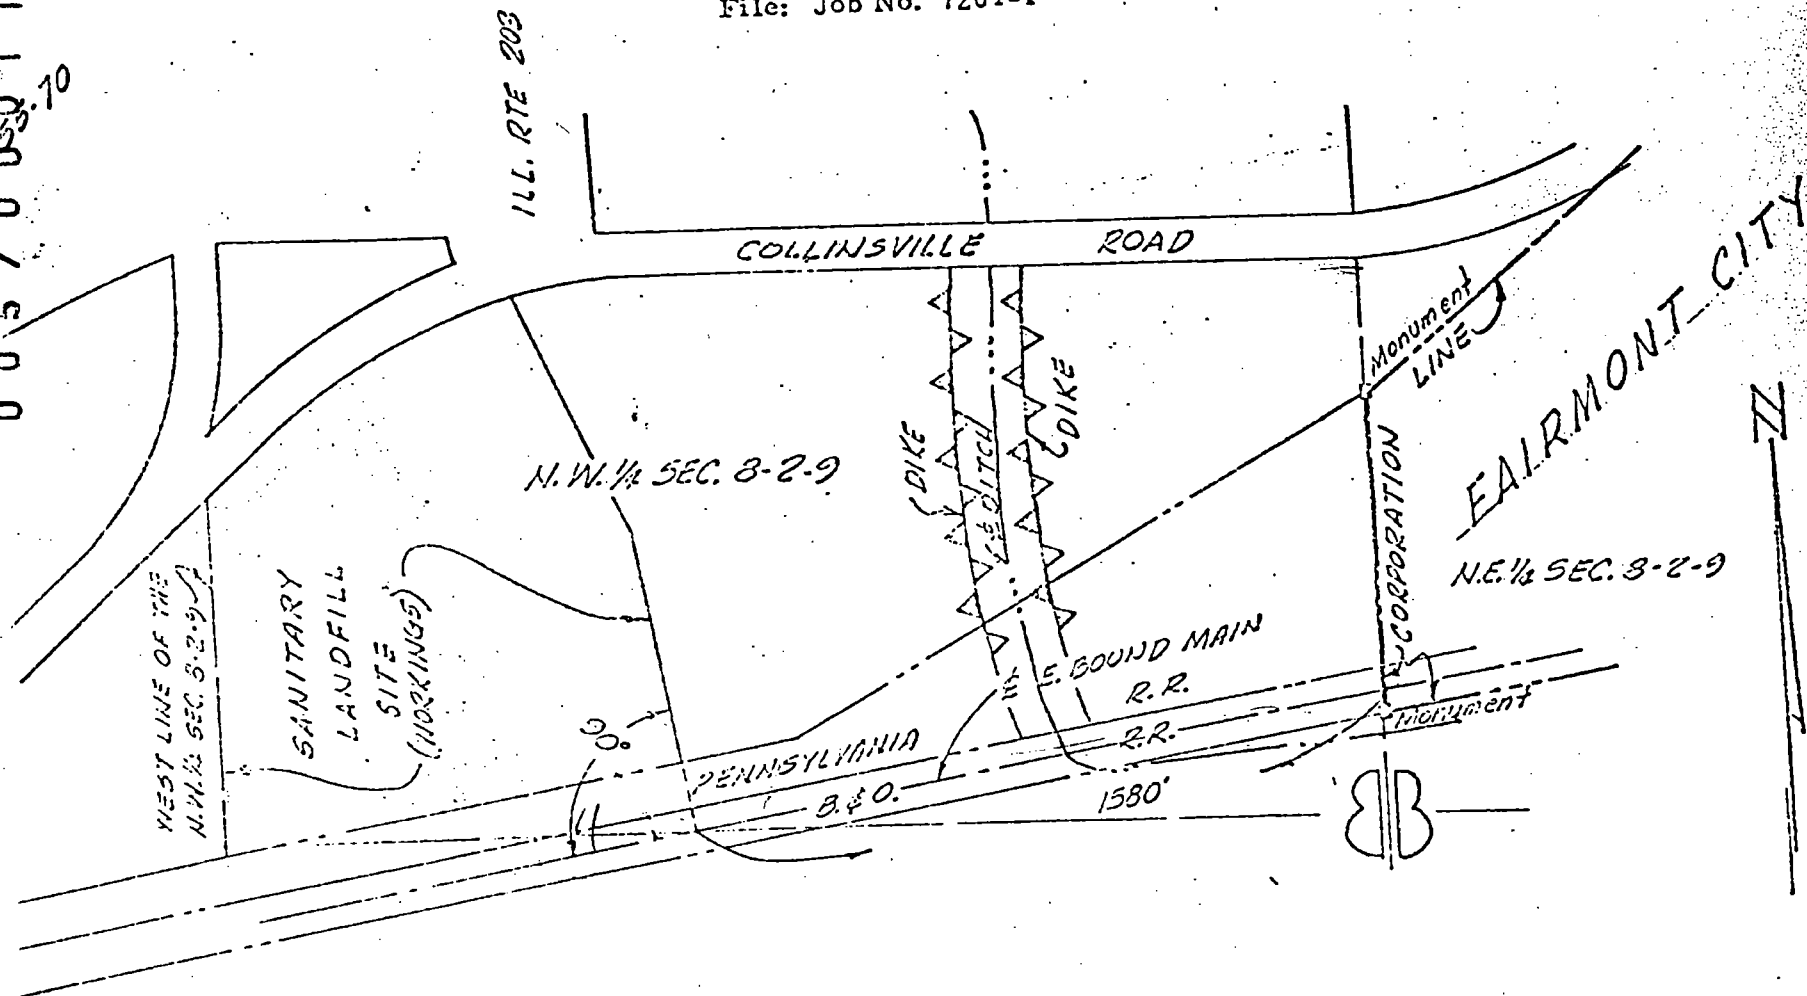 File: Job No.
ILL. RTE 203
COLLINSVILLE ROAD
Monument
LINE
FAIRMONT CITY
N
N.W. 1/4 SEC. 8-2-9
DIKE
℄ DITCH
DIKE
CORPORATION
N.E. 1/4 SEC. 8-2-9
WEST LINE OF THE
N.W. 1/4 SEC. 8-2-9
SANITARY
LANDFILL
SITE
(WORKINGS)
90°
E. BOUND MAIN
PENNSYLVANIA R.R.
B. & O. R.R.
Monument
1580'
8